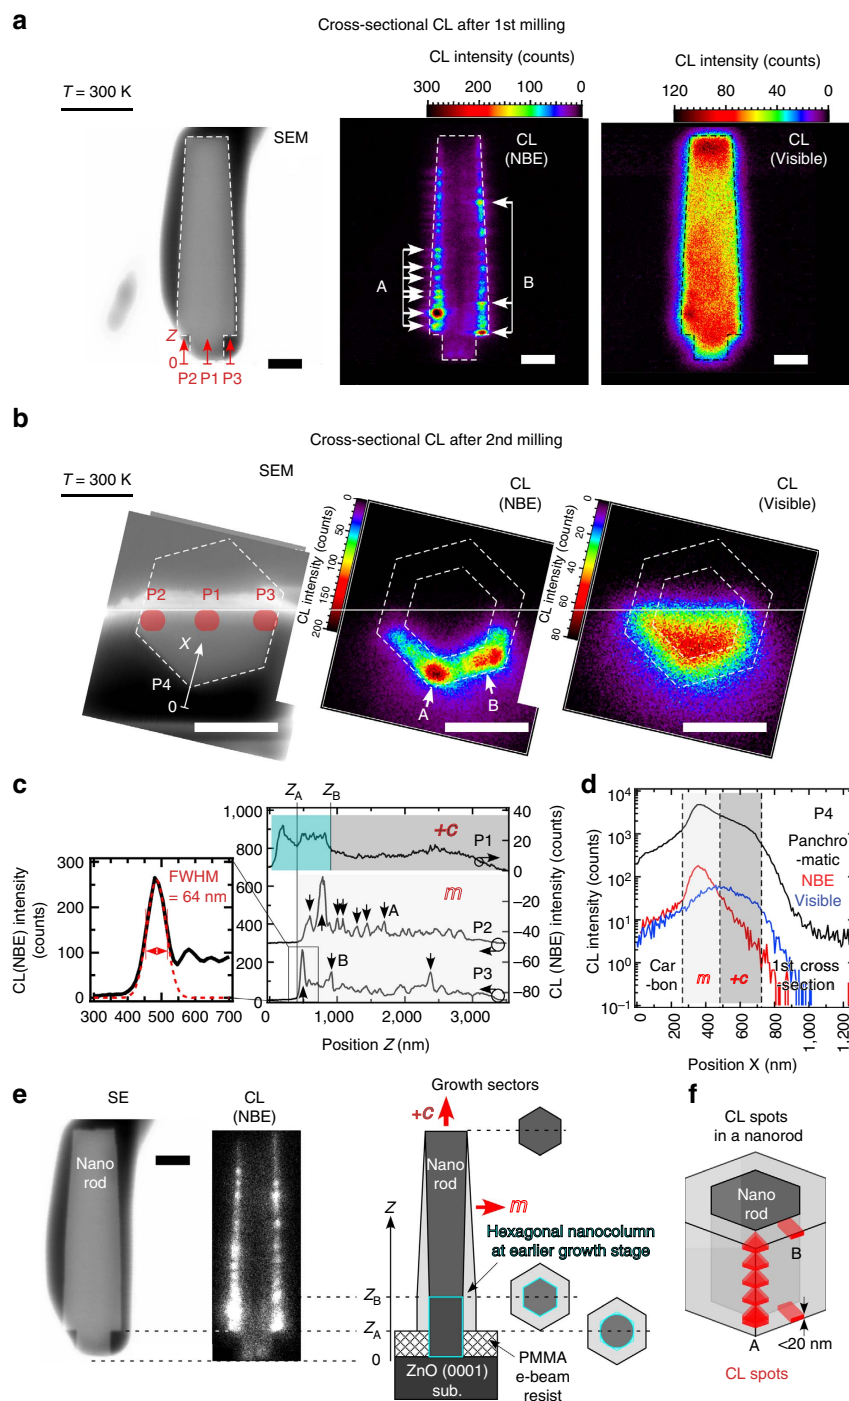 a
Cross-sectional CL after 1st milling
T = 300 K
SEM
CL intensity (counts)
300 200 100 0
CL
(NBE)
CL intensity (counts)
120 80 40 0
CL
(Visible)
A
B
Z
0
P2 P1 P3
b
Cross-sectional CL after 2nd milling
T = 300 K
SEM
CL
(NBE)
CL
(Visible)
CL intensity (counts)
0
50
100
150
200
CL intensity (counts)
0
20
40
60
80
P2 P1 P3
X
P4
0
A
B
c
Z_A Z_B
CL(NBE) intensity
(counts)
300
200
100
0
300 400 500 600 700
FWHM
= 64 nm
1,000
800
600
400
200
0
40
20
0
−20
−40
−60
−80
CL (NBE) intensity (counts)
+c
P1
m
A
P2
B
P3
0 1,000 2,000 3,000
Position Z (nm)
d
CL intensity (counts)
10^4
10^3
10^2
10^1
10^0
10^−1
P4
Panchro
-matic
NBE
Visible
Car
-bon
m
+c
1st cross
-section
0 200 400 600 800 1,000 1,200
Position X (nm)
e
SE
CL
(NBE)
Nano
rod
Growth sectors
+c
Nano
rod
m
Z
Hexagonal nanocolumn
at earlier growth stage
Z_B
Z_A
0
ZnO (0001)
sub.
PMMA
e-beam
resist
f
CL spots
in a nanorod
Nano
rod
B
A
<20 nm
CL spots